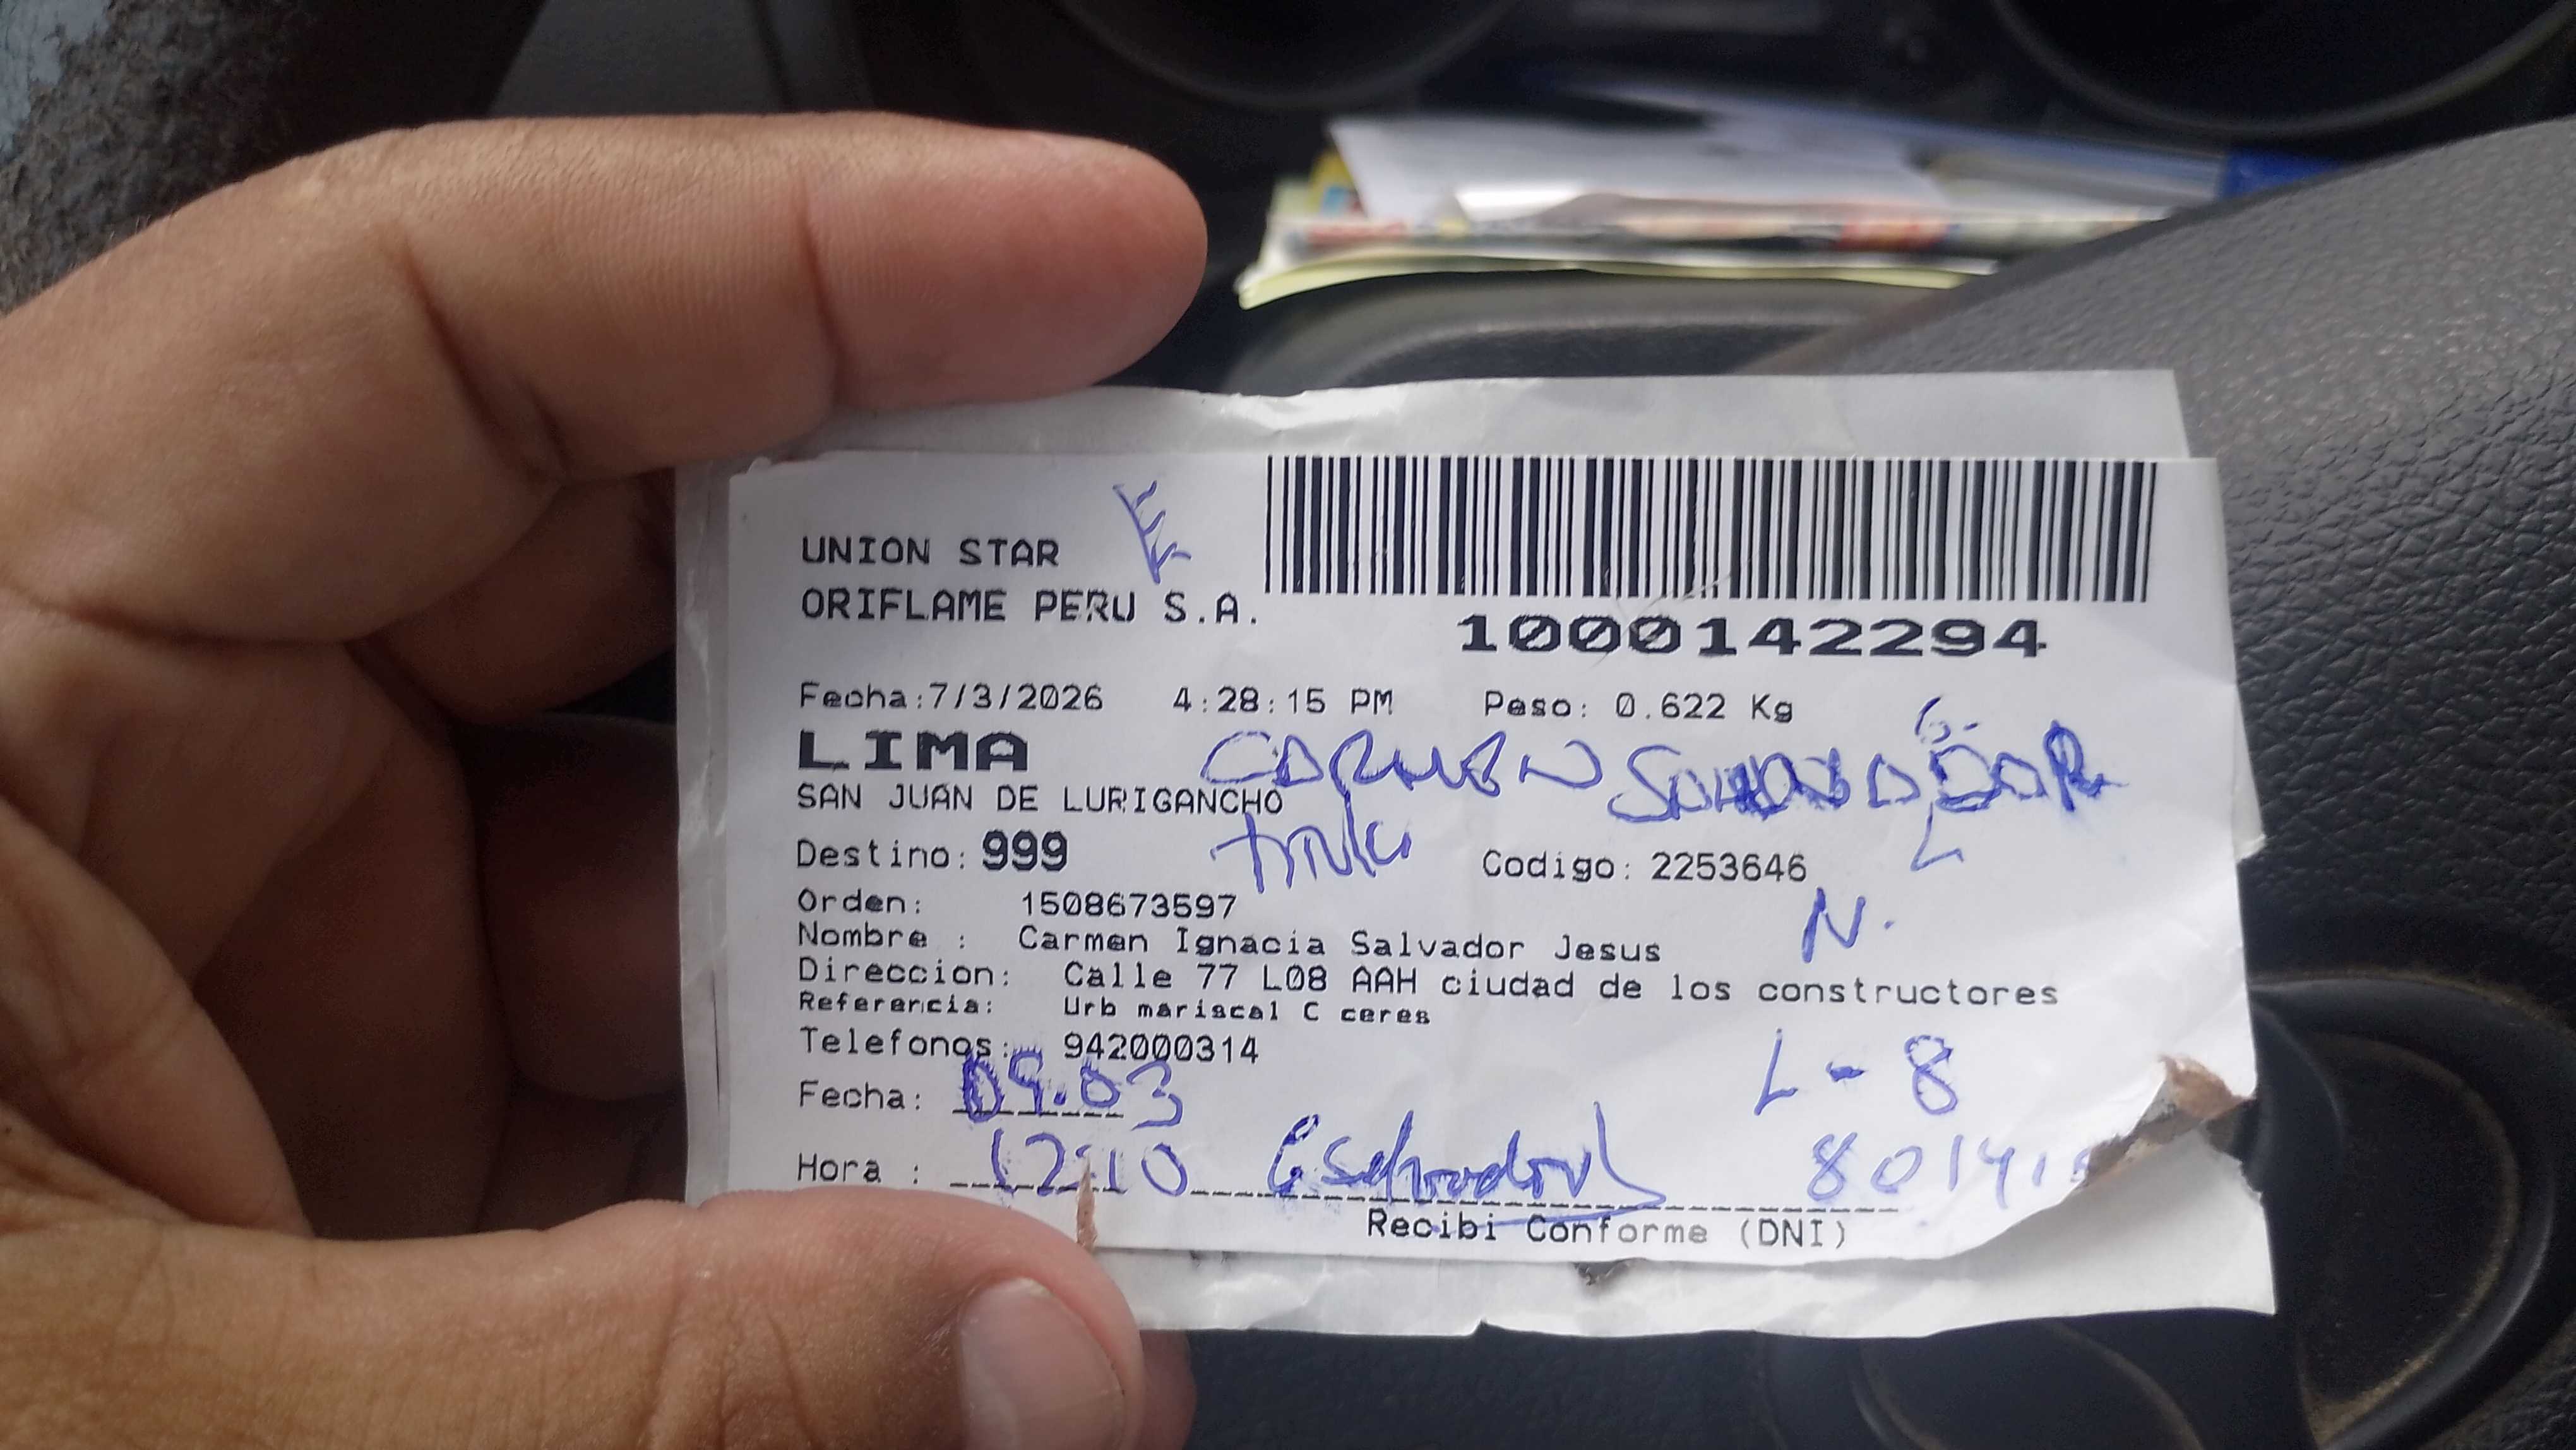 UNION STAR
ORIFLAME PERU S.A.
1000142294
Fecha:7/3/2026 4:28:15 PM Peso: 0.622 Kg
LIMA CARMEN SALVADOR
SAN JUAN DE LURIGANCHO
Destino: 999 Codigo: 2253646
Orden: 1508673597
N.
Nombre : Carmen Ignacia Salvador Jesus
Direccion: Calle 77 L08 AAH ciudad de los constructores
Referencia: Urb mariscal C ceres
Telefonos: 942000314
L-8
Fecha: 09.03
Hora : 12:10
Recibi Conforme (DNI)